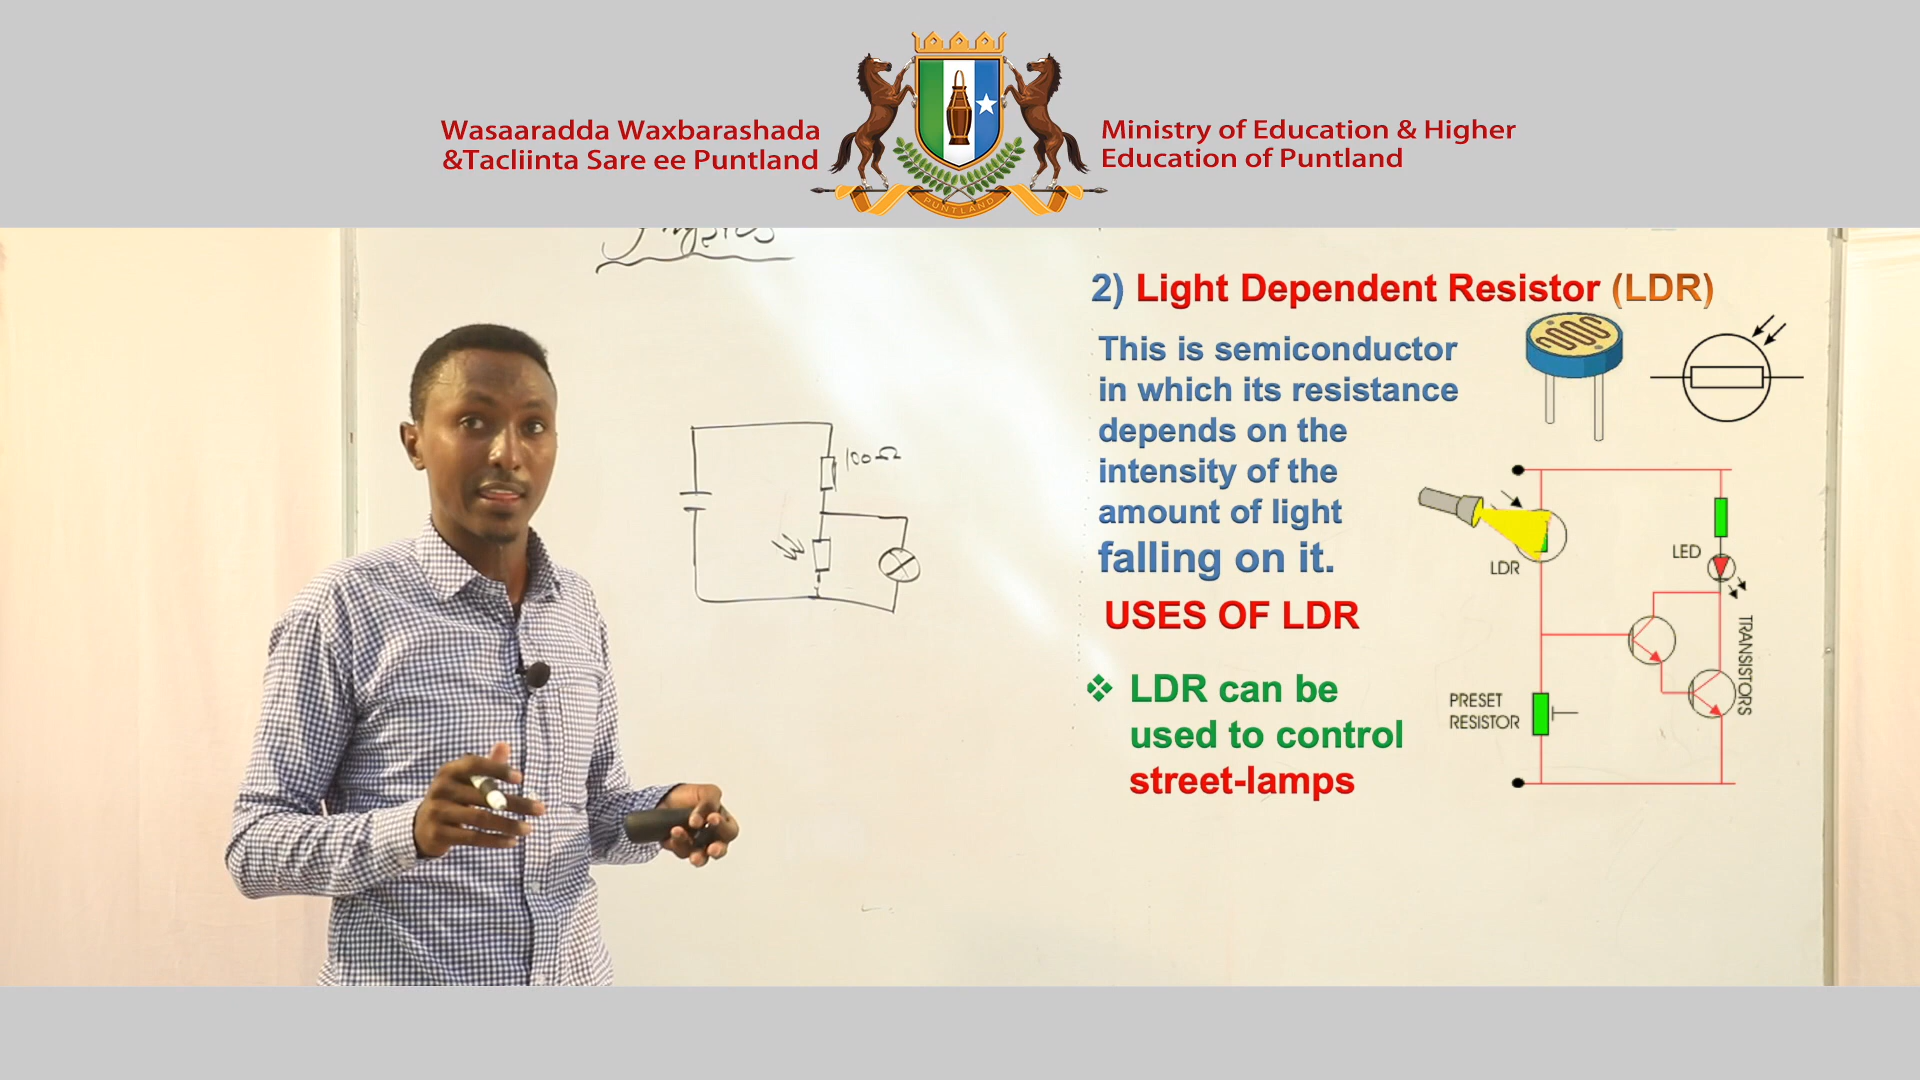 Wasaaradda Waxbarashada
&Tacliinta Sare ee Puntland
PUNTLAND
Ministry of Education & Higher
Education of Puntland
Physics
100Ω
2) Light Dependent Resistor (LDR)
This is semiconductor
in which its resistance
depends on the
intensity of the
amount of light
falling on it.
USES OF LDR
❖ LDR can be
used to control
street-lamps
LDR
LED
TRANSISTORS
PRESET
RESISTOR